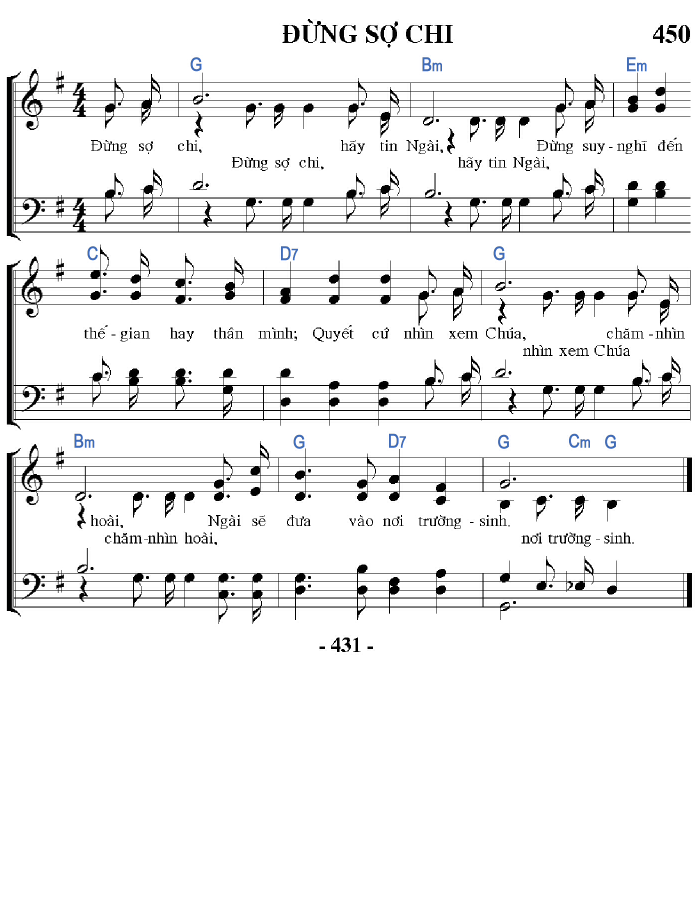 ĐỪNG SỢ CHI 450
G Bm Em
Đừng sợ chi, hãy tin Ngài, Đừng suy-nghĩ đến
Đừng sợ chi, hãy tin Ngài,
C D7 G
thế-gian hay thân mình; Quyết cứ nhìn xem Chúa, chăm-nhìn
nhìn xem Chúa
Bm G D7 G Cm G
hoài, Ngài sẽ đưa vào nơi trường-sinh.
chăm-nhìn hoài, nơi trường-sinh.
- 431 -